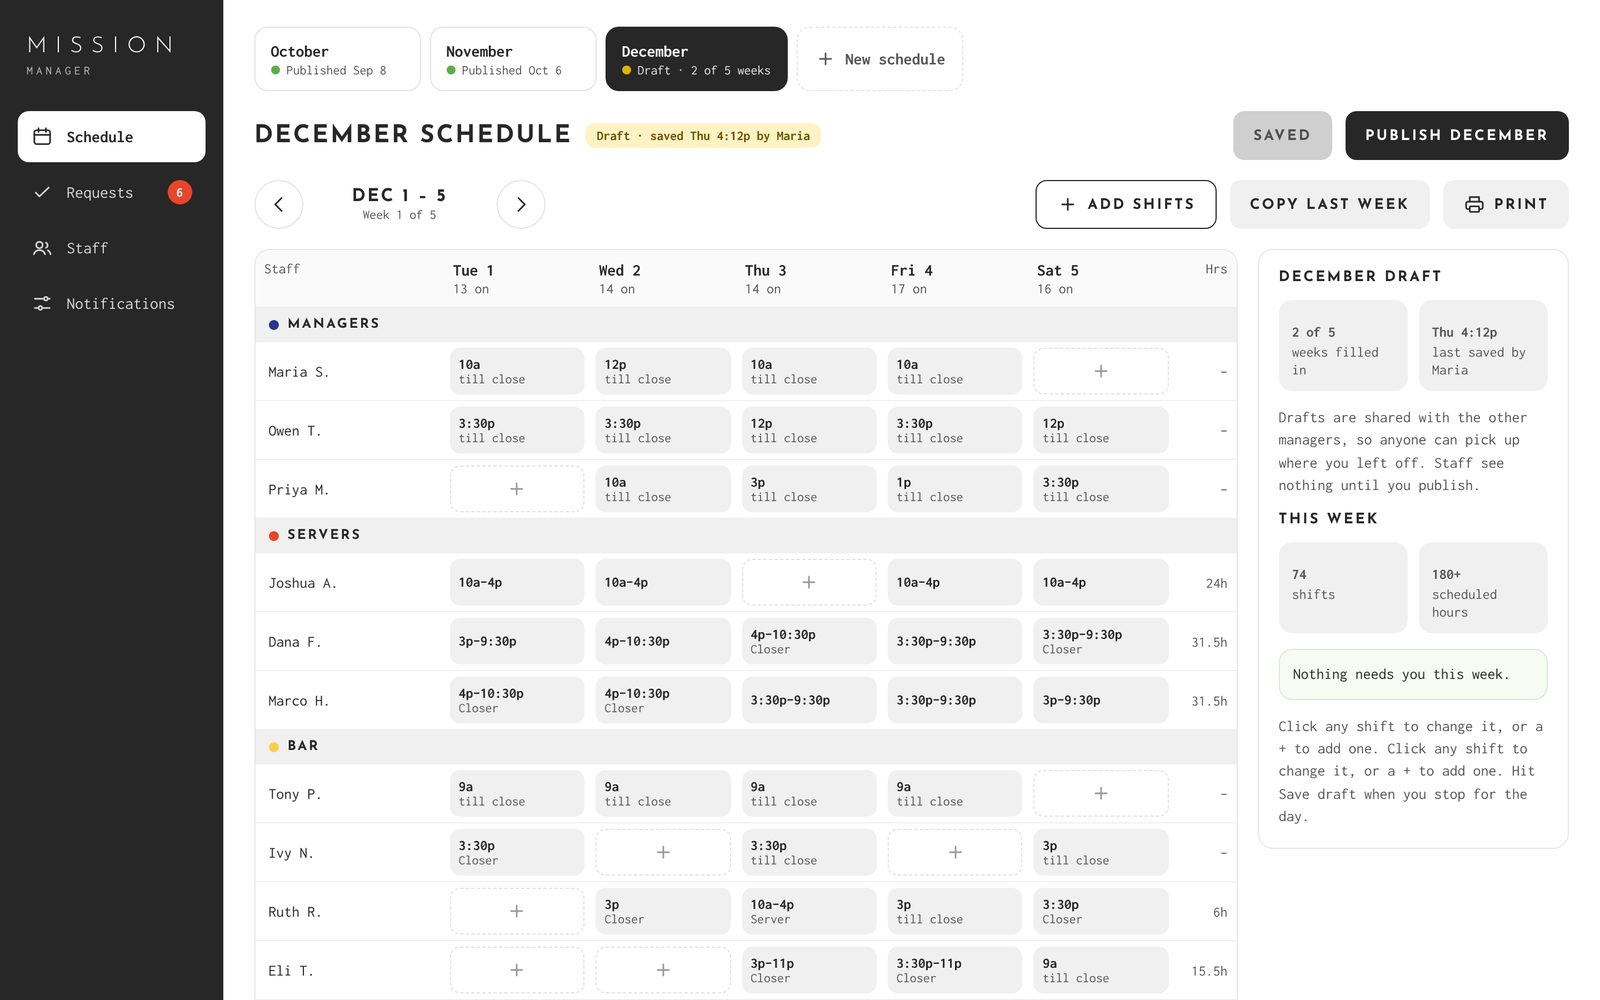 MISSION
MANAGER
Schedule
Requests 6
Staff
Notifications
October
Published Sep 8
November
Published Oct 6
December
Draft · 2 of 5 weeks
+ New schedule
DECEMBER SCHEDULE
Draft · saved Thu 4:12p by Maria
SAVED
PUBLISH DECEMBER
DEC 1 – 5
Week 1 of 5
+ ADD SHIFTS
COPY LAST WEEK
PRINT
Staff Tue 1 Wed 2 Thu 3 Fri 4 Sat 5 Hrs
13 on 14 on 14 on 17 on 16 on
MANAGERS
Maria S. 10a 12p 10a 10a + –
till close till close till close till close
Owen T. 3:30p 3:30p 12p 3:30p 12p –
till close till close till close till close till close
Priya M. + 10a 3p 1p 3:30p –
till close till close till close till close
SERVERS
Joshua A. 10a–4p 10a–4p + 10a–4p 10a–4p 24h
Dana F. 3p–9:30p 4p–10:30p 4p–10:30p 3:30p–9:30p 3:30p–9:30p 31.5h
Closer Closer
Marco H. 4p–10:30p 4p–10:30p 3:30p–9:30p 3:30p–9:30p 3p–9:30p 31.5h
Closer Closer
BAR
Tony P. 9a 9a 9a 9a + –
till close till close till close till close
Ivy N. 3:30p + 3:30p + 3p –
Closer till close till close
Ruth R. + 3p 10a–4p 3p 3:30p 6h
Closer Server till close Closer
Eli T. + + 3p–11p 3:30p–11p 9a 15.5h
Closer Closer till close
DECEMBER DRAFT
2 of 5
weeks filled
in
Thu 4:12p
last saved by
Maria
Drafts are shared with the other
managers, so anyone can pick up
where you left off. Staff see
nothing until you publish.
THIS WEEK
74
shifts
180+
scheduled
hours
Nothing needs you this week.
Click any shift to change it, or a
+ to add one. Click any shift to
change it, or a + to add one. Hit
Save draft when you stop for the
day.